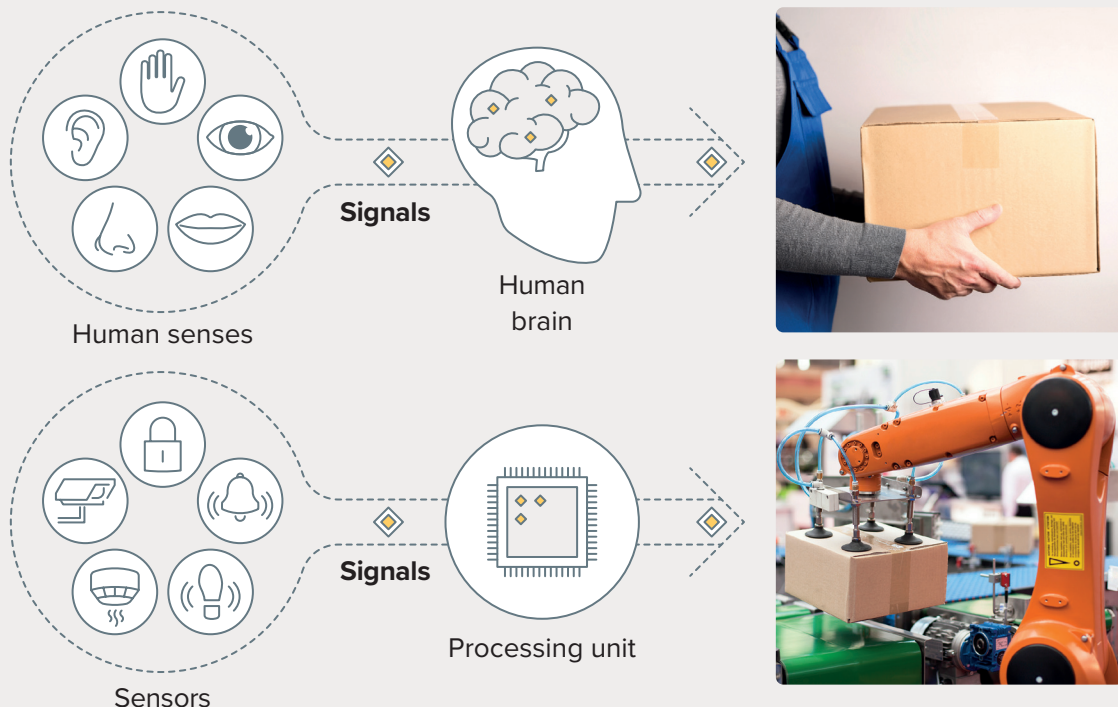 Signals
Human
brain
Human senses
Signals
Processing unit
Sensors